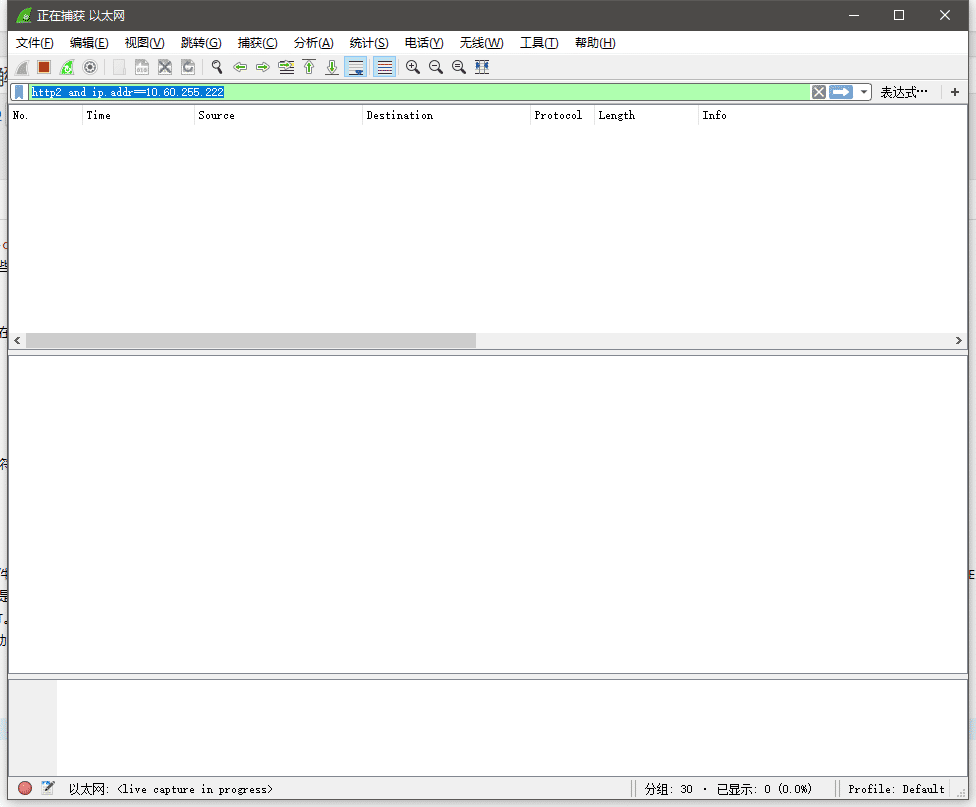 正在捕获 以太网
文件(F) 编辑(E) 视图(V) 跳转(G) 捕获(C) 分析(A) 统计(S) 电话(Y) 无线(W) 工具(T) 帮助(H)
http2 and ip.addr==10.60.255.222 表达式… +
No. Time Source Destination Protocol Length Info
以太网: <live capture in progress> 分组: 30 · 已显示: 0 (0.0%) Profile: Default